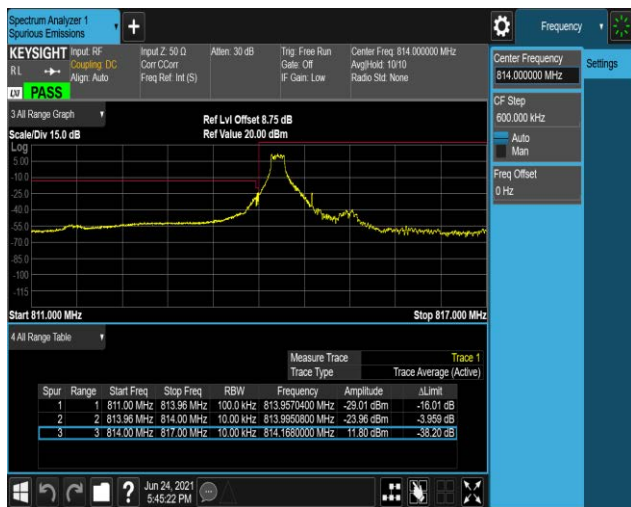 Spectrum Analyzer 1
Spurious Emissions
Frequency
KEYSIGHT Input: RF
RL
Coupling: DC
Align: Auto
Input Z: 50 Ω
Corr CCorr
Freq Ref: Int (S)
Atten: 30 dB
Trig: Free Run
Gate: Off
IF Gain: Low
Center Freq: 814.000000 MHz
Avg|Hold: 10/10
Radio Std: None
LXI PASS
Center Frequency
814.000000 MHz
Settings
CF Step
600.000 kHz
Auto
Man
Freq Offset
0 Hz
3 All Range Graph
Scale/Div 15.0 dB
Ref Lvl Offset 8.75 dB
Ref Value 20.00 dBm
Log
5.00
-10.0
-25.0
-40.0
-55.0
-70.0
-85.0
-100
-115
Start 811.000 MHz
Stop 817.000 MHz
4 All Range Table
Measure Trace Trace 1
Trace Type Trace Average (Active)
Spur Range Start Freq Stop Freq RBW Frequency Amplitude ΔLimit
1 1 811.00 MHz 813.96 MHz 100.0 kHz 813.9570400 MHz -29.01 dBm -16.01 dB
2 2 813.96 MHz 814.00 MHz 10.00 kHz 813.9950800 MHz -23.96 dBm -3.959 dB
3 3 814.00 MHz 817.00 MHz 10.00 kHz 814.1680000 MHz 11.80 dBm -38.20 dB
?
Jun 24, 2021
5:45:22 PM